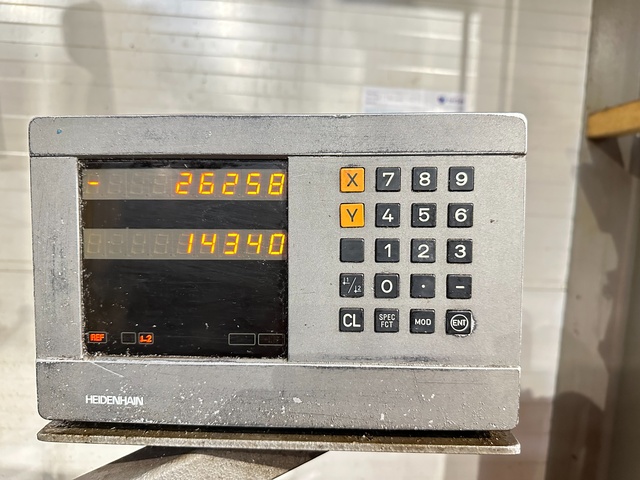 - 26258
14340
X 7 8 9
Y 4 5 6
1 2 3
0 . -
CL SPEC FCT MOD ENT
REF
HEIDENHAIN